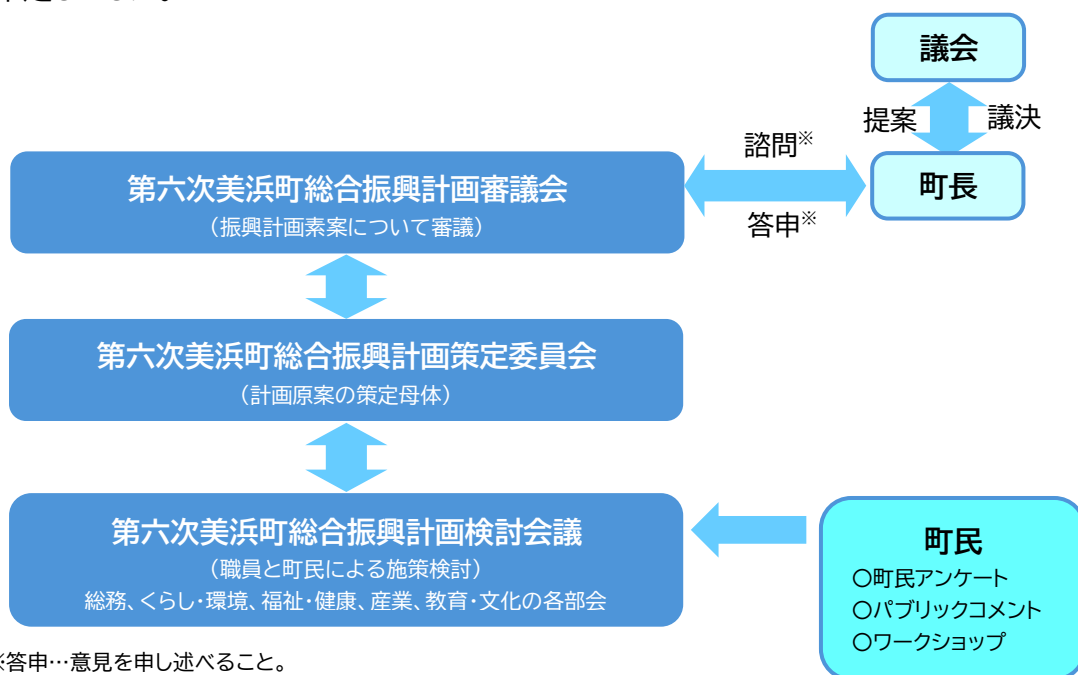 議会
提案 議決
諮問※
町長
答申※
第六次美浜町総合振興計画審議会
（振興計画素案について審議）
第六次美浜町総合振興計画策定委員会
（計画原案の策定母体）
第六次美浜町総合振興計画検討会議
（職員と町民による施策検討）
総務、くらし・環境、福祉・健康、産業、教育・文化の各部会
町民
〇町民アンケート
〇パブリックコメント
〇ワークショップ
※答申…意見を申し述べること。